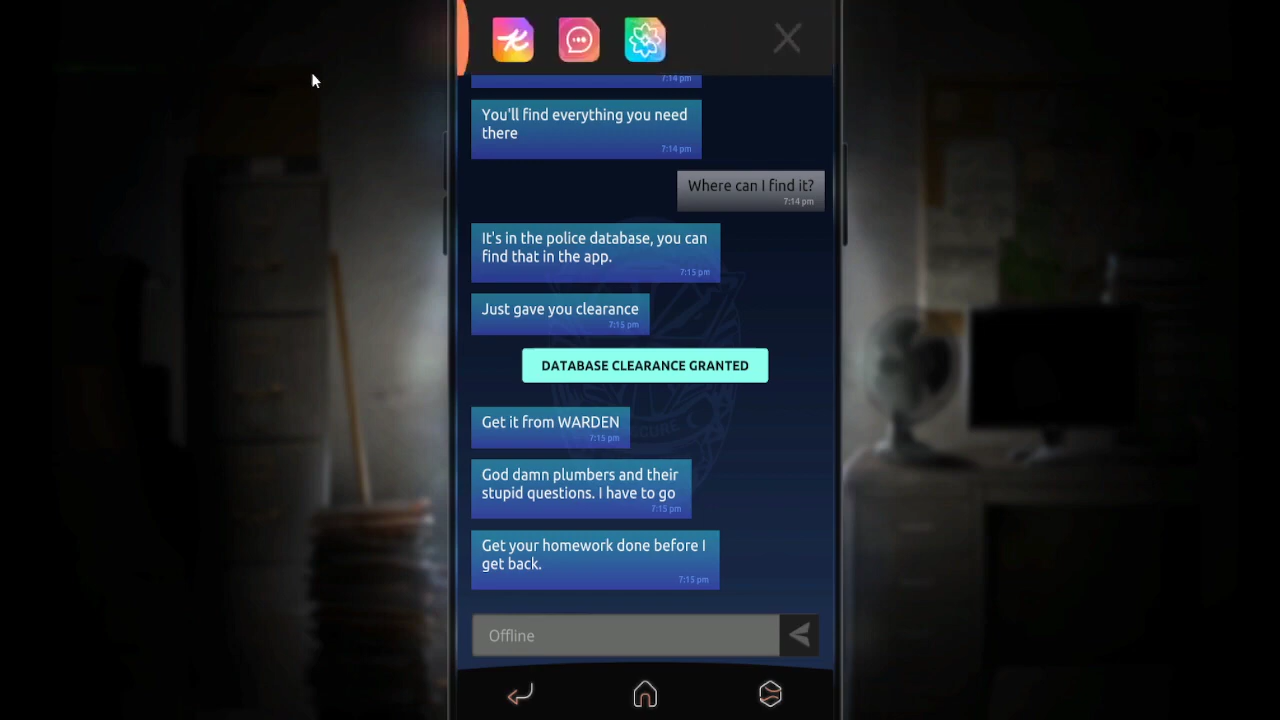 7:14 pm
You'll find everything you need
there
7:14 pm
Where can I find it?
7:14 pm
It's in the police database, you can
find that in the app.
7:15 pm
Just gave you clearance
7:15 pm
DATABASE CLEARANCE GRANTED
Get it from WARDEN
7:15 pm
God damn plumbers and their
stupid questions. I have to go
7:15 pm
Get your homework done before I
get back.
7:15 pm
Offline